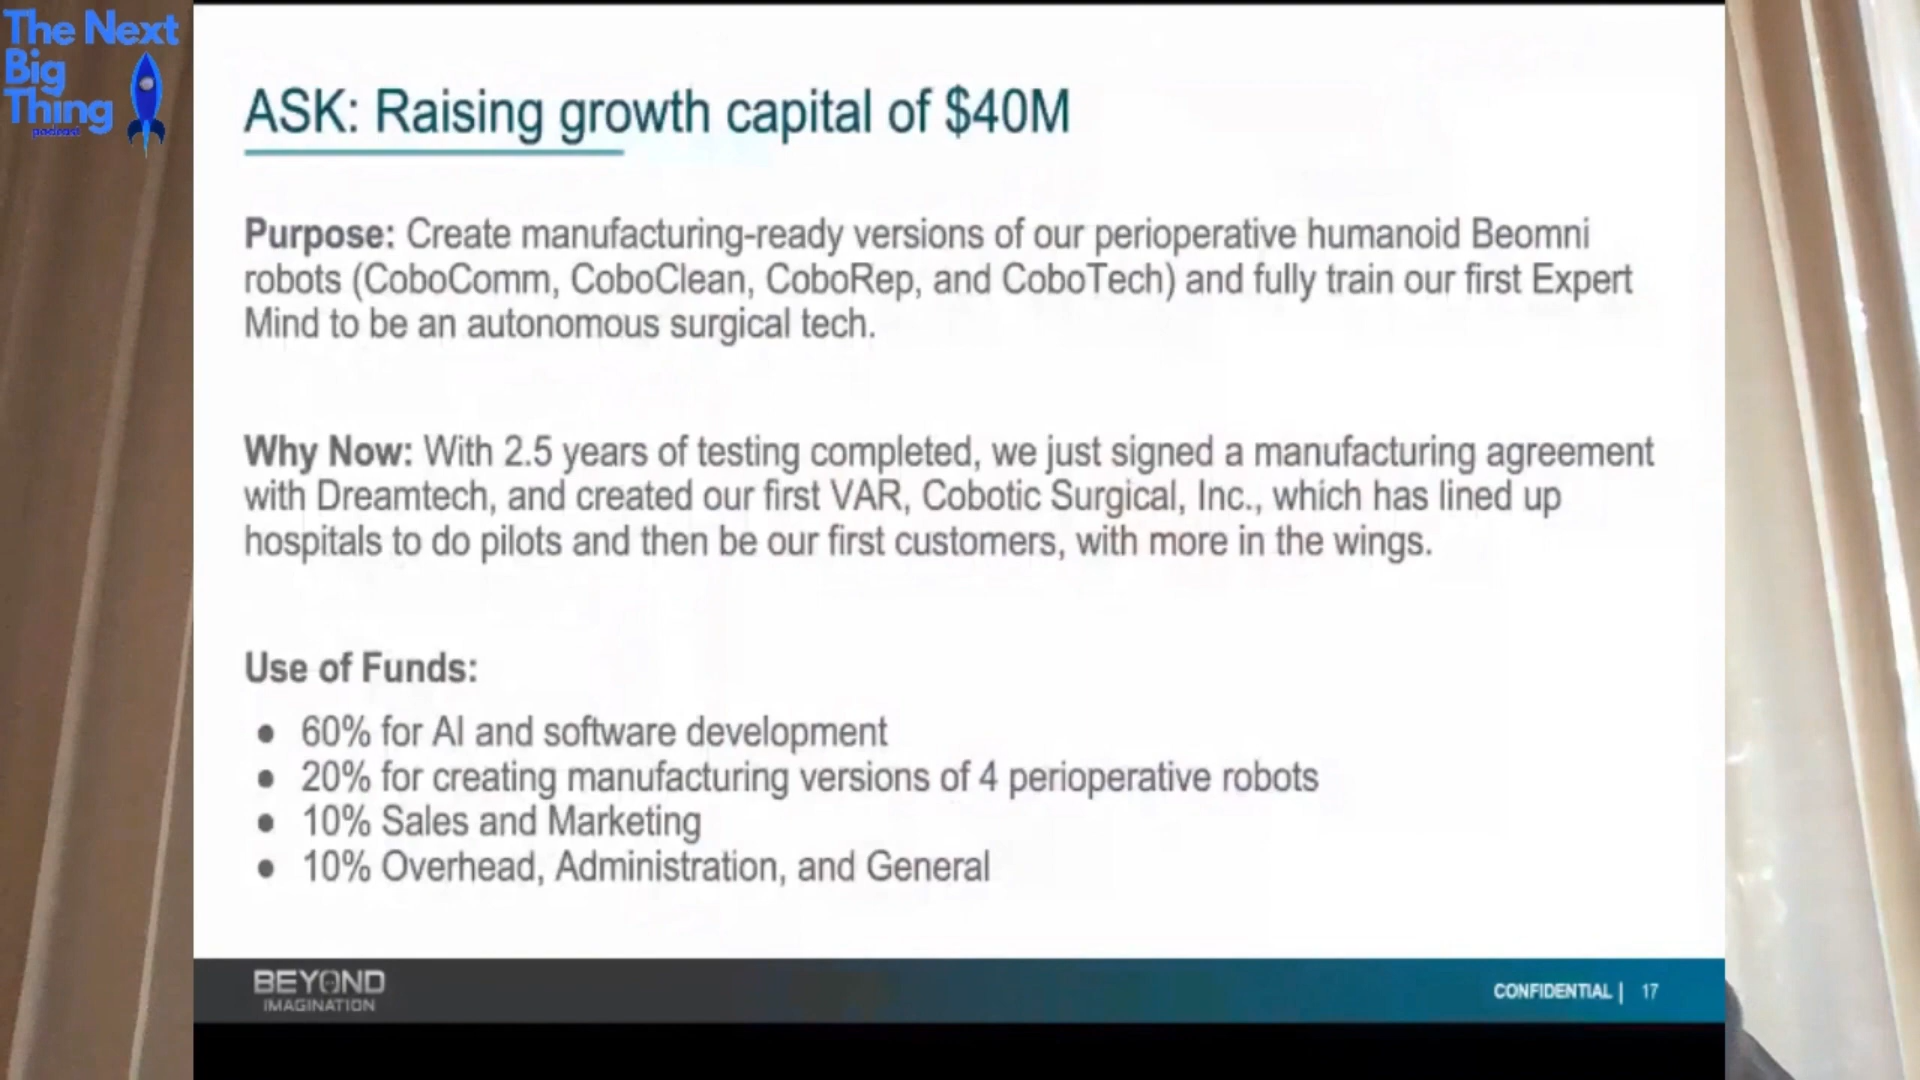 The Next
Big
Thing
podcast
ASK: Raising growth capital of $40M
Purpose: Create manufacturing-ready versions of our perioperative humanoid Beomni
robots (CoboComm, CoboClean, CoboRep, and CoboTech) and fully train our first Expert
Mind to be an autonomous surgical tech.
Why Now: With 2.5 years of testing completed, we just signed a manufacturing agreement
with Dreamtech, and created our first VAR, Cobotic Surgical, Inc., which has lined up
hospitals to do pilots and then be our first customers, with more in the wings.
Use of Funds:
● 60% for AI and software development
● 20% for creating manufacturing versions of 4 perioperative robots
● 10% Sales and Marketing
● 10% Overhead, Administration, and General
BEYOND
IMAGINATION
CONFIDENTIAL | 17